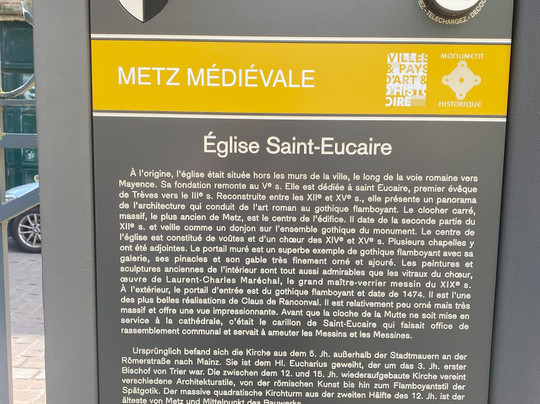 EZ - TÉLÉCHARGEZ - DÉCOU
METZ MÉDIÉVALE
VILLES
& PAYS
D'ART &
D'HISTO
OIRE
MONUMENT
HISTORIQUE
Église Saint-Eucaire
À l'origine, l'église était située hors les murs de la ville, le long de la voie romaine vers
Mayence. Sa fondation remonte au Vᵉ s. Elle est dédiée à saint Eucaire, premier évêque
de Trèves vers le IIIᵉ s. Reconstruite entre les XIIᵉ et XVᵉ s., elle présente un panorama
de l'architecture qui conduit de l'art roman au gothique flamboyant. Le clocher carré,
massif, le plus ancien de Metz, est le centre de l'édifice. Il date de la seconde partie du
XIIᵉ s. et veille comme un donjon sur l'ensemble gothique du monument. Le centre de
l'église est constitué de voûtes et d'un chœur des XIVᵉ et XVᵉ s. Plusieurs chapelles y
ont été adjointes. Le portail muré est un superbe exemple de gothique flamboyant avec sa
galerie, ses pinacles et son gable très finement orné et ajouré. Les peintures et
sculptures anciennes de l'intérieur sont tout aussi admirables que les vitraux du chœur,
œuvre de Laurent-Charles Maréchal, le grand maître-verrier messin du XIXᵉ s.
À l'extérieur, le portail d'entrée est du gothique flamboyant et date de 1474. Il est l'une
des plus belles réalisations de Claus de Ranconval. Il est relativement peu orné mais très
massif et offre une vue impressionnante. Avant que la cloche de la Mutte ne soit mise en
service à la cathédrale, c'était le carillon de Saint-Eucaire qui faisait office de
rassemblement communal et servait à ameuter les Messins et les Messines.
Ursprünglich befand sich die Kirche aus dem 5. Jh. außerhalb der Stadtmauern an der
Römerstraße nach Mainz. Sie ist dem Hl. Eucharius geweiht, der um das 3. Jh. erster
Bischof von Trier war. Die zwischen dem 12. und 15. Jh. wiederaufgebaute Kirche vereint
verschiedene Architekturstile, von der römischen Kunst bis hin zum Flamboyantstil der
Spätgotik. Der massive quadratische Kirchturm aus der zweiten Hälfte des 12. Jh. ist der
älteste von Metz und Mittelpunkt des Bauwerks.